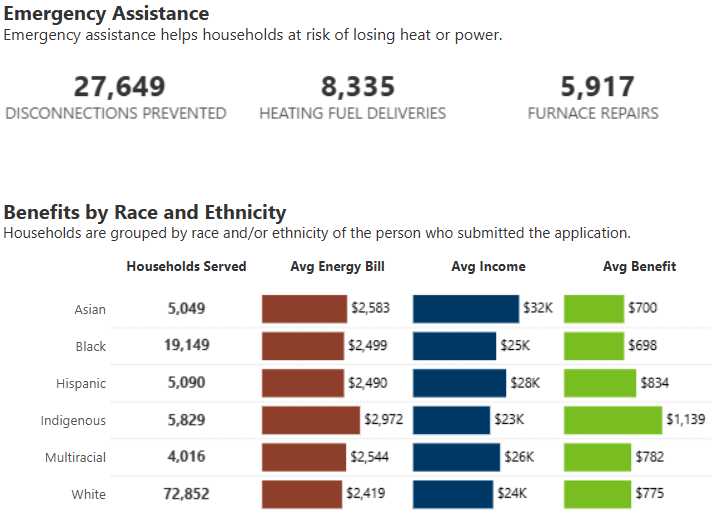 Emergency Assistance
Emergency assistance helps households at risk of losing heat or power.
27,649 8,335 5,917
DISCONNECTIONS PREVENTED HEATING FUEL DELIVERIES FURNACE REPAIRS
Benefits by Race and Ethnicity
Households are grouped by race and/or ethnicity of the person who submitted the application.
Households Served Avg Energy Bill Avg Income Avg Benefit
Asian 5,049 $2,583 $32K $700
Black 19,149 $2,499 $25K $698
Hispanic 5,090 $2,490 $28K $834
Indigenous 5,829 $2,972 $23K $1,139
Multiracial 4,016 $2,544 $26K $782
White 72,852 $2,419 $24K $775